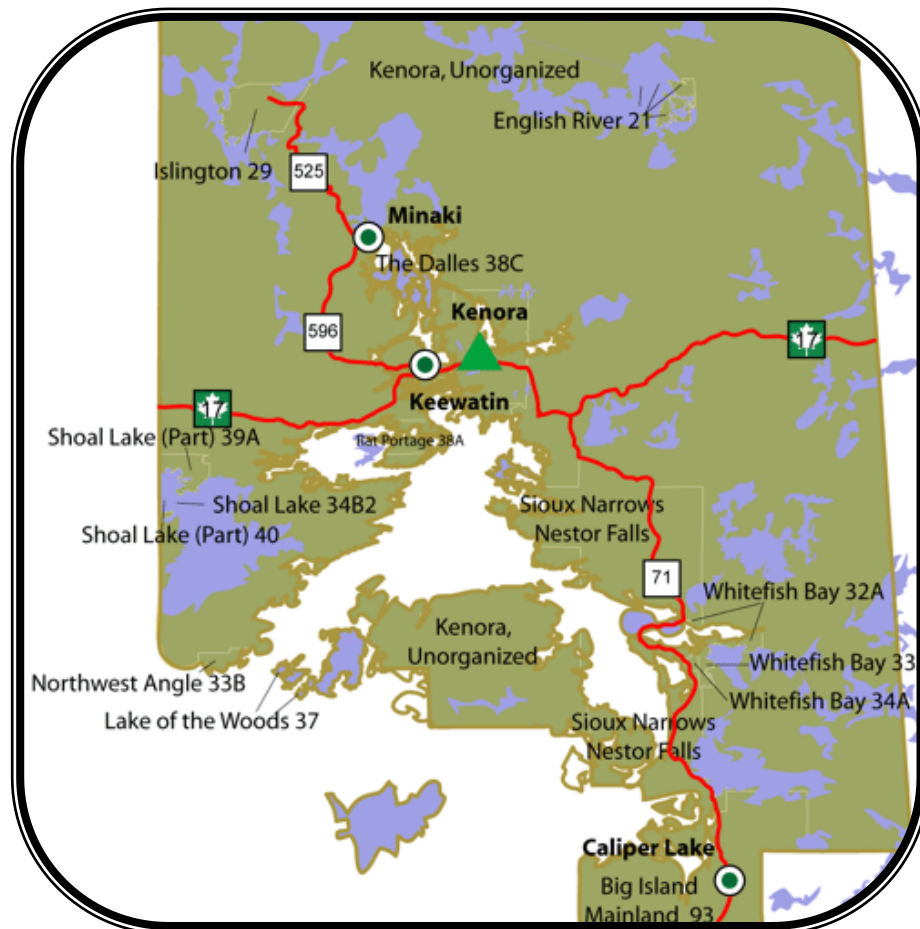 Kenora, Unorganized
English River 21
Islington 29
525
Minaki
The Dalles 38C
Kenora
596
17
Keewatin
17
Shoal Lake (Part) 39A
Rat Portage 38A
Shoal Lake 34B2
Sioux Narrows
Nestor Falls
Shoal Lake (Part) 40
71
Whitefish Bay 32A
Kenora,
Unorganized
Whitefish Bay 33
Northwest Angle 33B
Whitefish Bay 34A
Lake of the Woods 37
Sioux Narrows
Nestor Falls
Caliper Lake
Big Island
Mainland 93